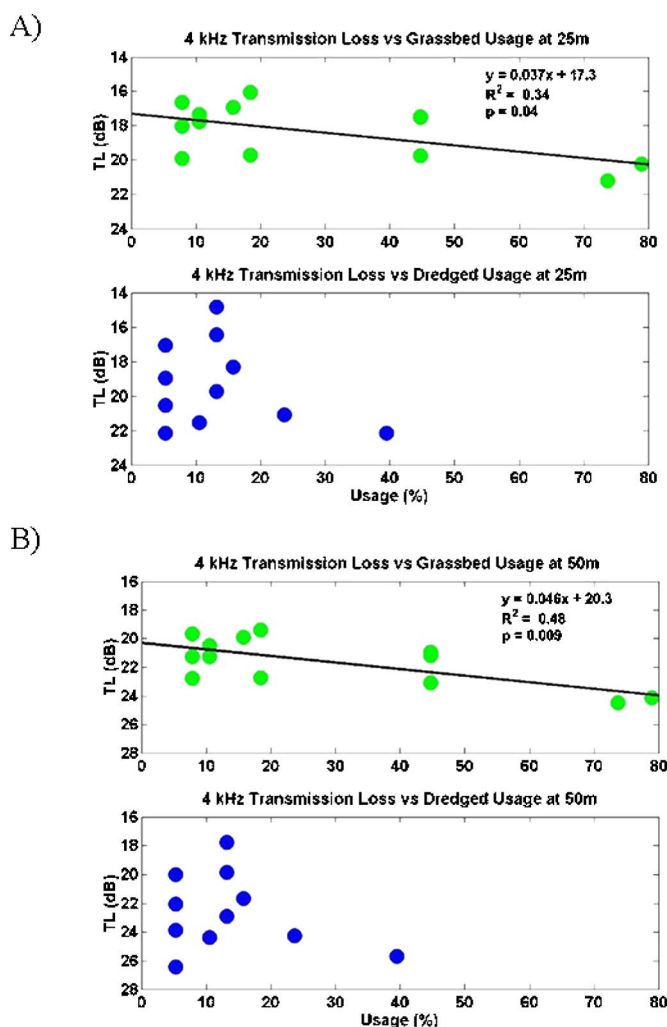 A)
4 kHz Transmission Loss vs Grassbed Usage at 25m
y = 0.037x + 17.3
R² = 0.34
p = 0.04
TL (dB)
14
16
18
20
22
24
0 10 20 30 40 50 60 70 80
4 kHz Transmission Loss vs Dredged Usage at 25m
TL (dB)
14
16
18
20
22
24
0 10 20 30 40 50 60 70 80
Usage (%)
B)
4 kHz Transmission Loss vs Grassbed Usage at 50m
y = 0.046x + 20.3
R² = 0.48
p = 0.009
TL (dB)
16
18
20
22
24
26
28
0 10 20 30 40 50 60 70 80
4 kHz Transmission Loss vs Dredged Usage at 50m
TL (dB)
16
18
20
22
24
26
28
0 10 20 30 40 50 60 70 80
Usage (%)